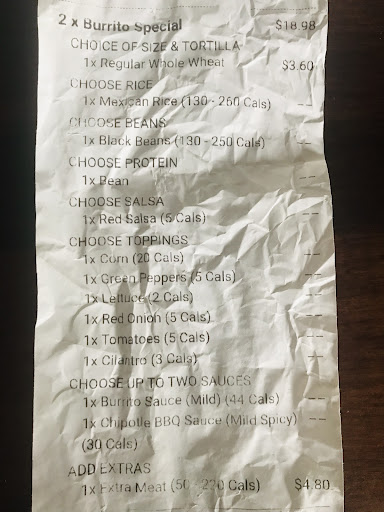 2 x Burrito Special $18.98
CHOICE OF SIZE & TORTILLA
1x Regular Whole Wheat $3.60
CHOOSE RICE
1x Mexican Rice (130 - 260 Cals) --
CHOOSE BEANS
1x Black Beans (130 - 250 Cals) --
CHOOSE PROTEIN
1x Bean --
CHOOSE SALSA
1x Red Salsa (5 Cals) --
CHOOSE TOPPINGS
1x Corn (20 Cals) --
1x Green Peppers (5 Cals) --
1x Lettuce (2 Cals) --
1x Red Onion (5 Cals) --
1x Tomatoes (5 Cals) --
1x Cilantro (3 Cals) --
CHOOSE UP TO TWO SAUCES
1x Burrito Sauce (Mild) (44 Cals) --
1x Chipotle BBQ Sauce (Mild Spicy) --
(30 Cals)
ADD EXTRAS
1x Extra Meat (50 - 220 Cals) $4.80